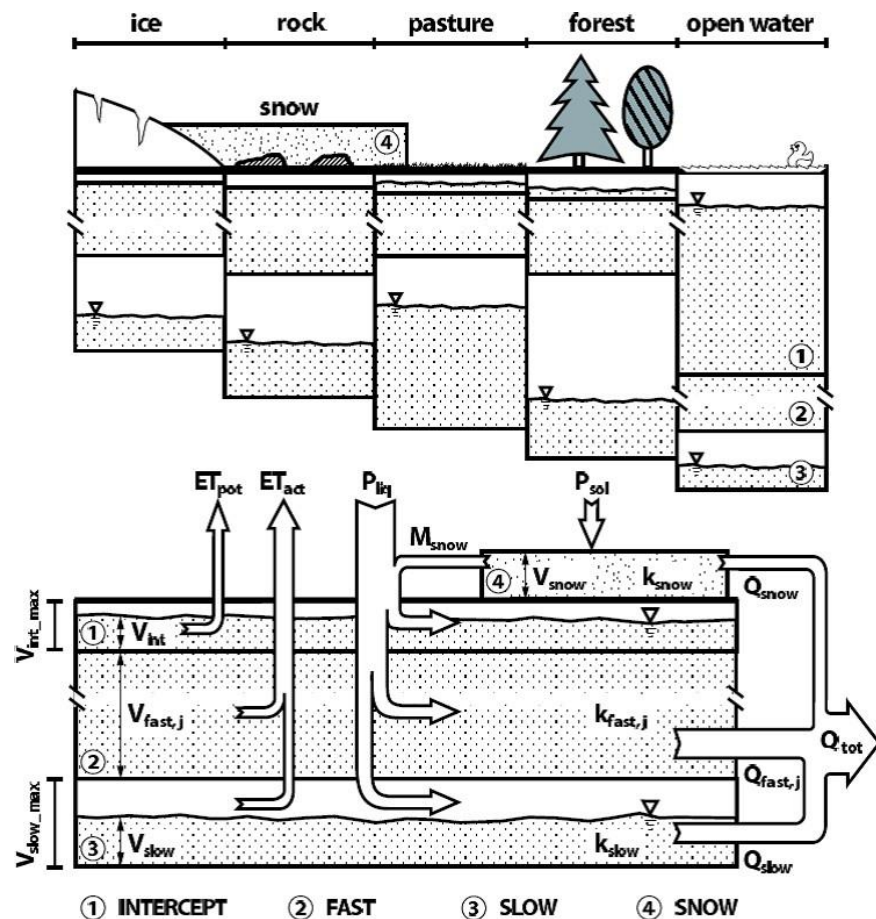 ice rock pasture forest open water
snow
④
①
②
③
ET_pot ET_act P_liq P_sol
M_snow
④ V_snow k_snow
Q_snow
V_int_max
① V_int
V_fast,j k_fast,j
②
Q_tot
Q_fast,j
V_slow_max
③ V_slow k_slow
Q_slow
① INTERCEPT ② FAST ③ SLOW ④ SNOW